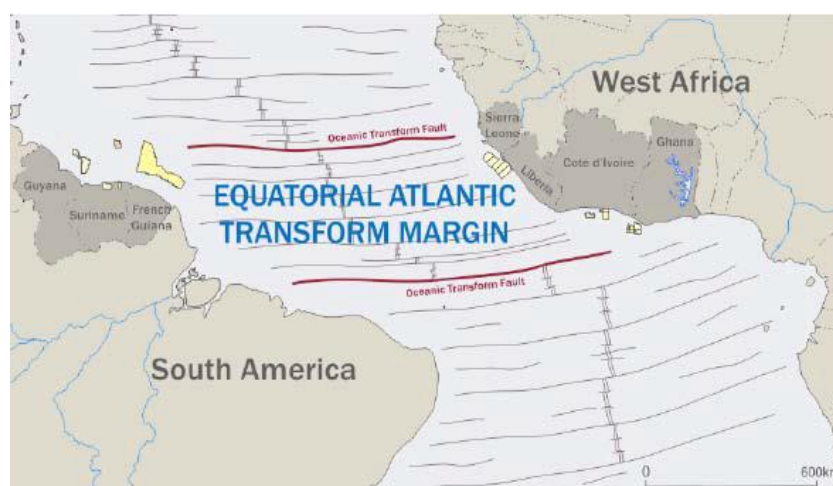 West Africa
Sierra
Leone
Ghana
Oceanic Transform Fault
Cote d'Ivoire
Liberia
Guyana
Suriname
French
Guiana
EQUATORIAL ATLANTIC
TRANSFORM MARGIN
Oceanic Transform Fault
South America
0
600km